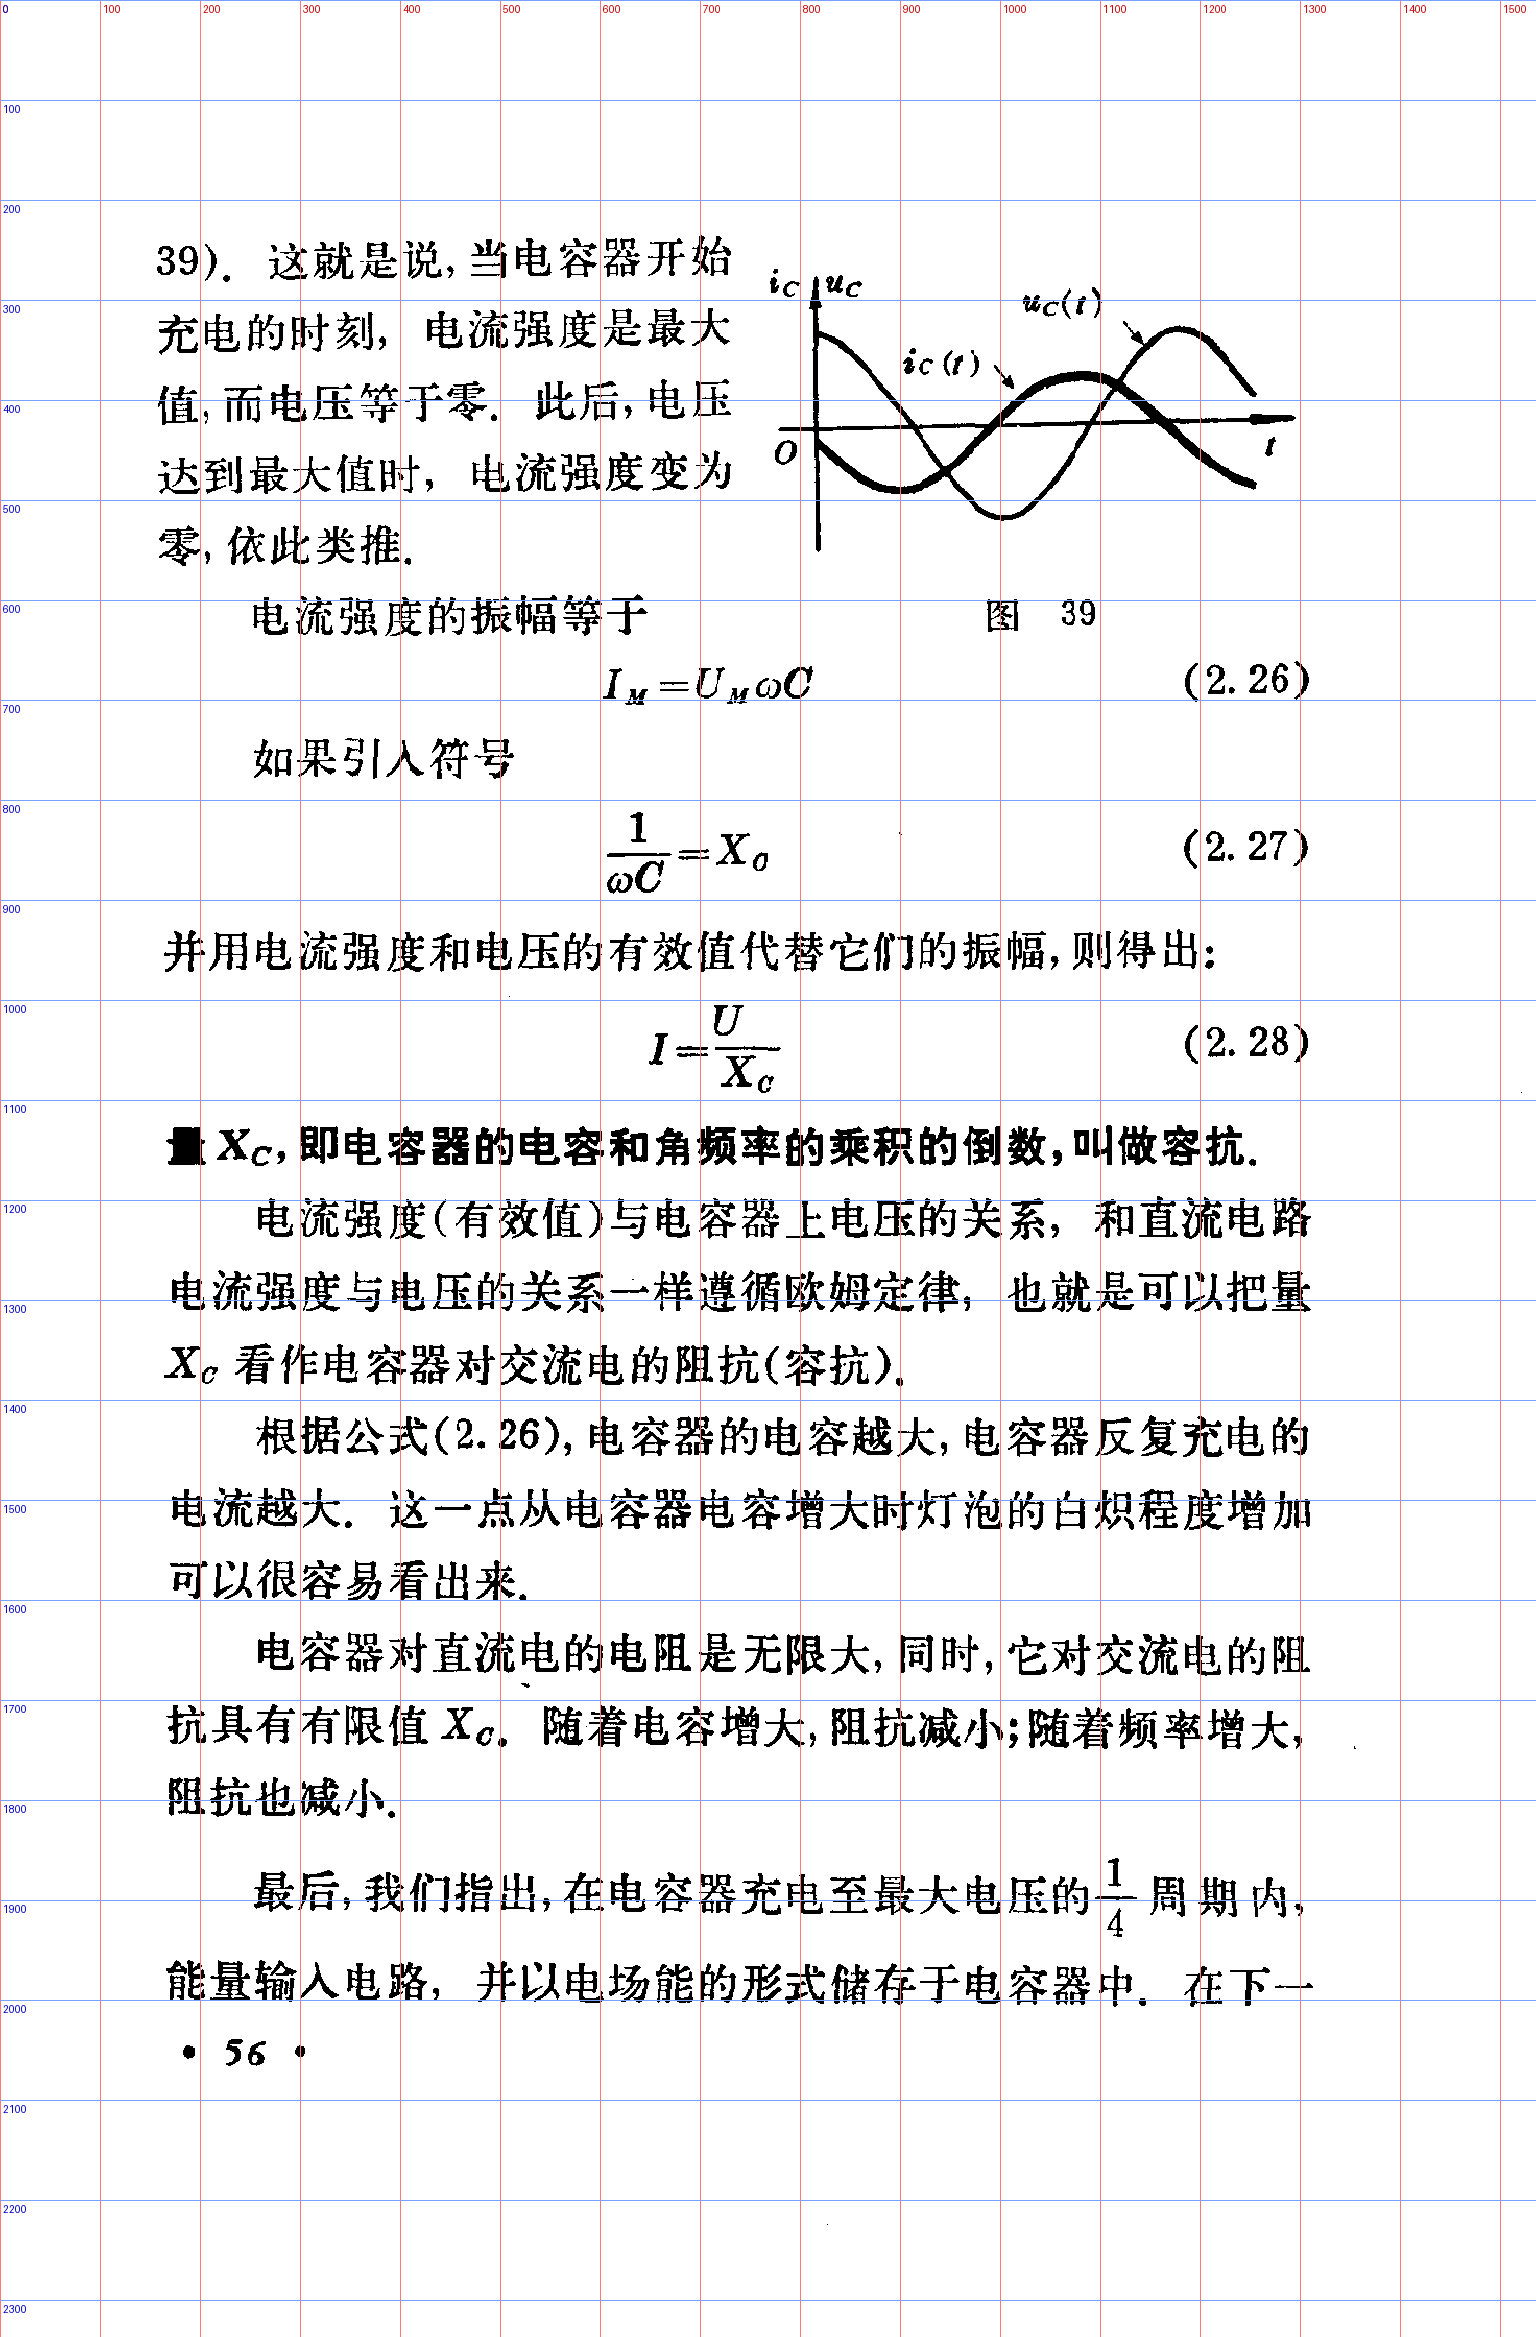 39). 这就是说,当电容器开始
充电的时刻, 电流强度是最大
值,而电压等于零. 此后,电压
达到最大值时, 电流强度变为
零,依此类推.
i_C u_C
u_C(t)
i_C(t)
O
t
图 39
电流强度的振幅等于
I_M=U_MωC (2.26)
如果引入符号
1/ωC=X_C (2.27)
并用电流强度和电压的有效值代替它们的振幅,则得出:
I=U/X_C (2.28)
量 X_C,即电容器的电容和角频率的乘积的倒数,叫做容抗.
电流强度(有效值)与电容器上电压的关系, 和直流电路
电流强度与电压的关系一样遵循欧姆定律, 也就是可以把量
X_C 看作电容器对交流电的阻抗(容抗).
根据公式(2.26),电容器的电容越大,电容器反复充电的
电流越大. 这一点从电容器电容增大时灯泡的白炽程度增加
可以很容易看出来.
电容器对直流电的电阻是无限大,同时,它对交流电的阻
抗具有有限值 X_C. 随着电容增大,阻抗减小;随着频率增大,
阻抗也减小.
最后,我们指出,在电容器充电至最大电压的 1/4 周期内,
能量输入电路, 并以电场能的形式储存于电容器中. 在下一
• 56 •